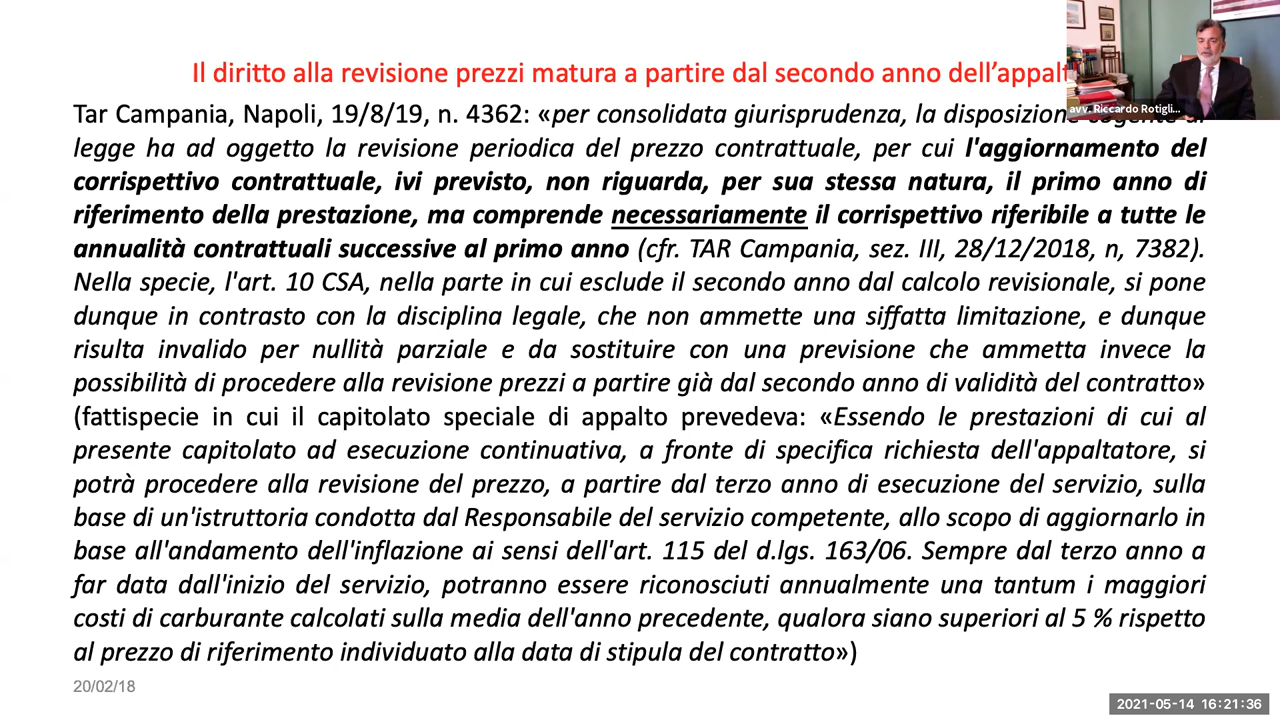 Il diritto alla revisione prezzi matura a partire dal secondo anno dell’appalt
avv. Riccardo Rotigli...
Tar Campania, Napoli, 19/8/19, n. 4362: «per consolidata giurisprudenza, la disposizione
legge ha ad oggetto la revisione periodica del prezzo contrattuale, per cui l'aggiornamento del
corrispettivo contrattuale, ivi previsto, non riguarda, per sua stessa natura, il primo anno di
riferimento della prestazione, ma comprende necessariamente il corrispettivo riferibile a tutte le
annualità contrattuali successive al primo anno (cfr. TAR Campania, sez. III, 28/12/2018, n, 7382).
Nella specie, l'art. 10 CSA, nella parte in cui esclude il secondo anno dal calcolo revisionale, si pone
dunque in contrasto con la disciplina legale, che non ammette una siffatta limitazione, e dunque
risulta invalido per nullità parziale e da sostituire con una previsione che ammetta invece la
possibilità di procedere alla revisione prezzi a partire già dal secondo anno di validità del contratto»
(fattispecie in cui il capitolato speciale di appalto prevedeva: «Essendo le prestazioni di cui al
presente capitolato ad esecuzione continuativa, a fronte di specifica richiesta dell'appaltatore, si
potrà procedere alla revisione del prezzo, a partire dal terzo anno di esecuzione del servizio, sulla
base di un'istruttoria condotta dal Responsabile del servizio competente, allo scopo di aggiornarlo in
base all'andamento dell'inflazione ai sensi dell'art. 115 del d.lgs. 163/06. Sempre dal terzo anno a
far data dall'inizio del servizio, potranno essere riconosciuti annualmente una tantum i maggiori
costi di carburante calcolati sulla media dell'anno precedente, qualora siano superiori al 5 % rispetto
al prezzo di riferimento individuato alla data di stipula del contratto»)
20/02/18
2021-05-14 16:21:36